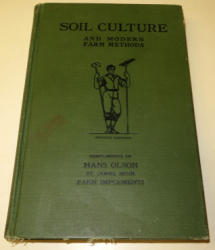 SOIL CULTURE
AND MODERN
FARM METHODS
COMPLIMENTS OF
HANS OLSON
ST. JAMES, MINN.
FARM IMPLEMENTS